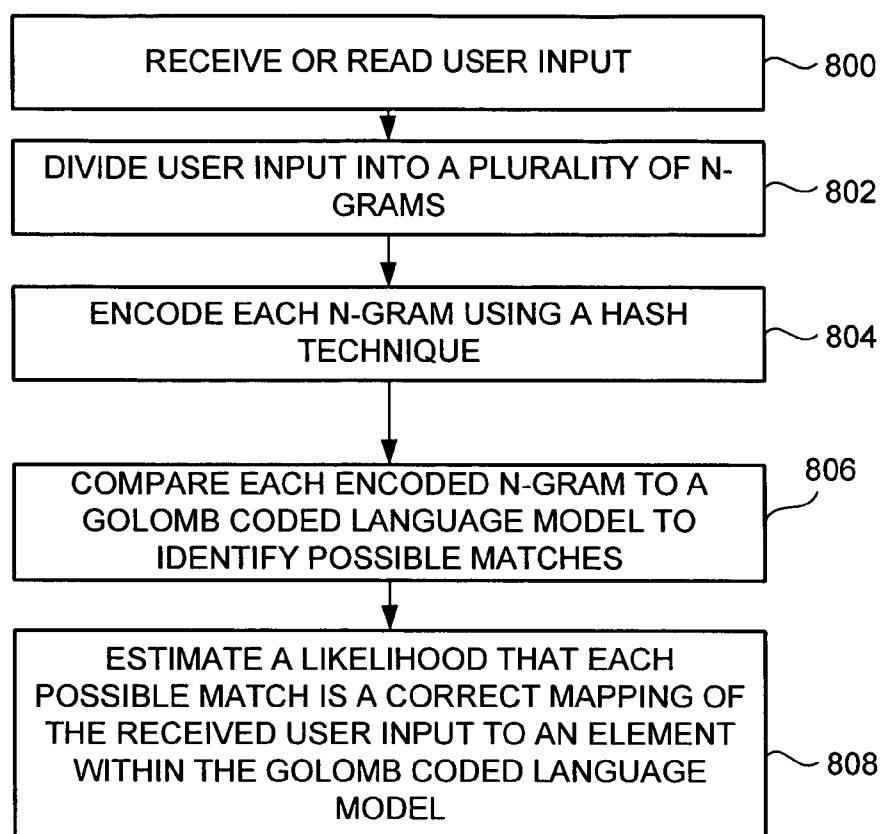 RECEIVE OR READ USER INPUT
800
DIVIDE USER INPUT INTO A PLURALITY OF N-
GRAMS
802
ENCODE EACH N-GRAM USING A HASH
TECHNIQUE
804
806
COMPARE EACH ENCODED N-GRAM TO A
GOLOMB CODED LANGUAGE MODEL TO
IDENTIFY POSSIBLE MATCHES
ESTIMATE A LIKELIHOOD THAT EACH
POSSIBLE MATCH IS A CORRECT MAPPING OF
THE RECEIVED USER INPUT TO AN ELEMENT
WITHIN THE GOLOMB CODED LANGUAGE
MODEL
808